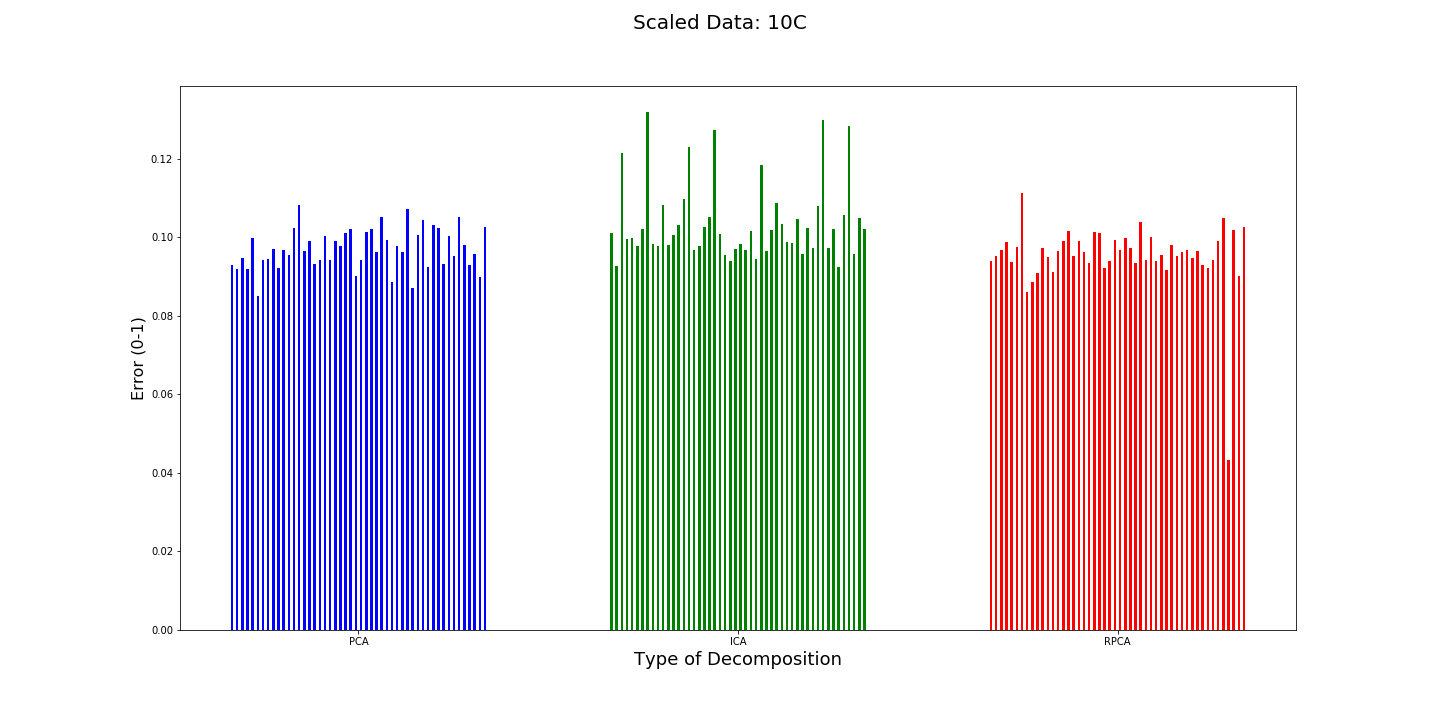 Scaled Data: 10C
Error (0-1)
0.12
0.10
0.08
0.06
0.04
0.02
0.00
PCA
ICA
RPCA
Type of Decomposition